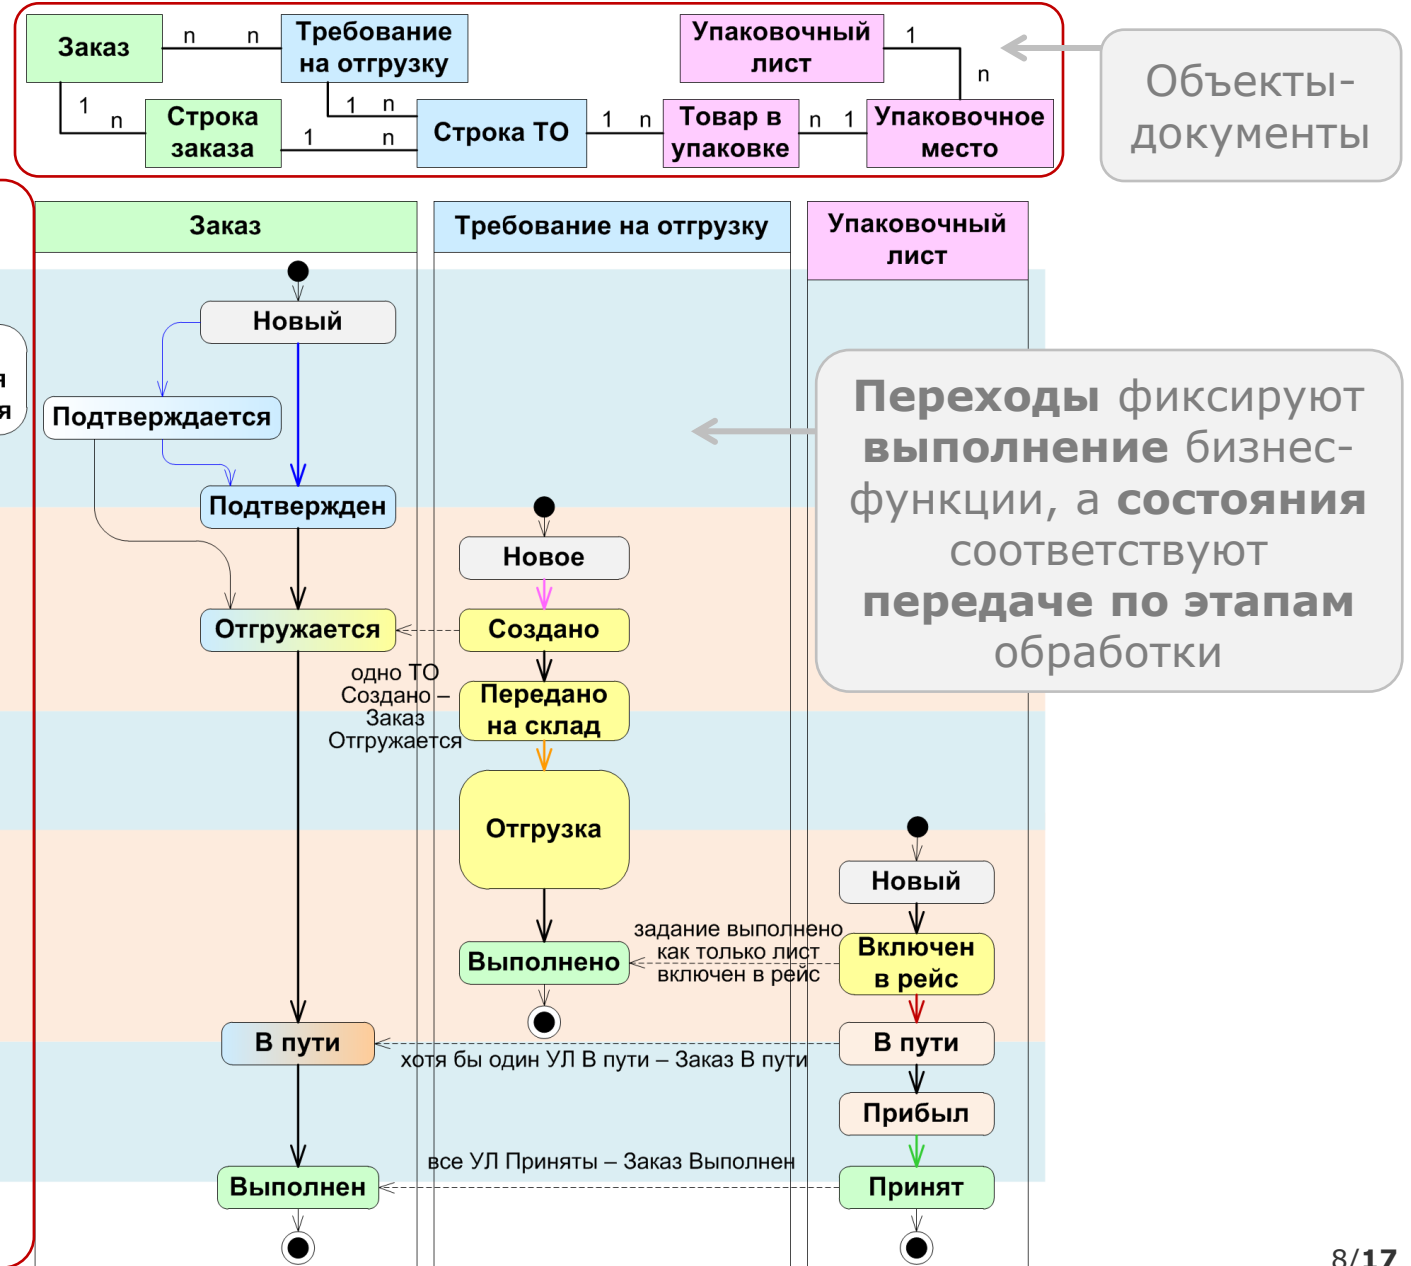 Заказ
n
n
Требование
на отгрузку
Упаковочный
лист
1
n
1
n
Строка
заказа
1
n
1
n
Строка ТО
1
n
Товар в
упаковке
n
1
Упаковочное
место
Объекты-
документы
Заказ
Требование на отгрузку
Упаковочный
лист
Новый
я
я
Подтверждается
Подтвержден
Переходы фиксируют
выполнение бизнес-
функции, а состояния
соответствуют
передаче по этапам
обработки
Новое
Отгружается
Создано
одно ТО
Создано –
Заказ
Отгружается
Передано
на склад
Отгрузка
Новый
задание выполнено
как только лист
включен в рейс
Выполнено
Включен
в рейс
В пути
хотя бы один УЛ В пути – Заказ В пути
В пути
Прибыл
все УЛ Приняты – Заказ Выполнен
Выполнен
Принят
8/17